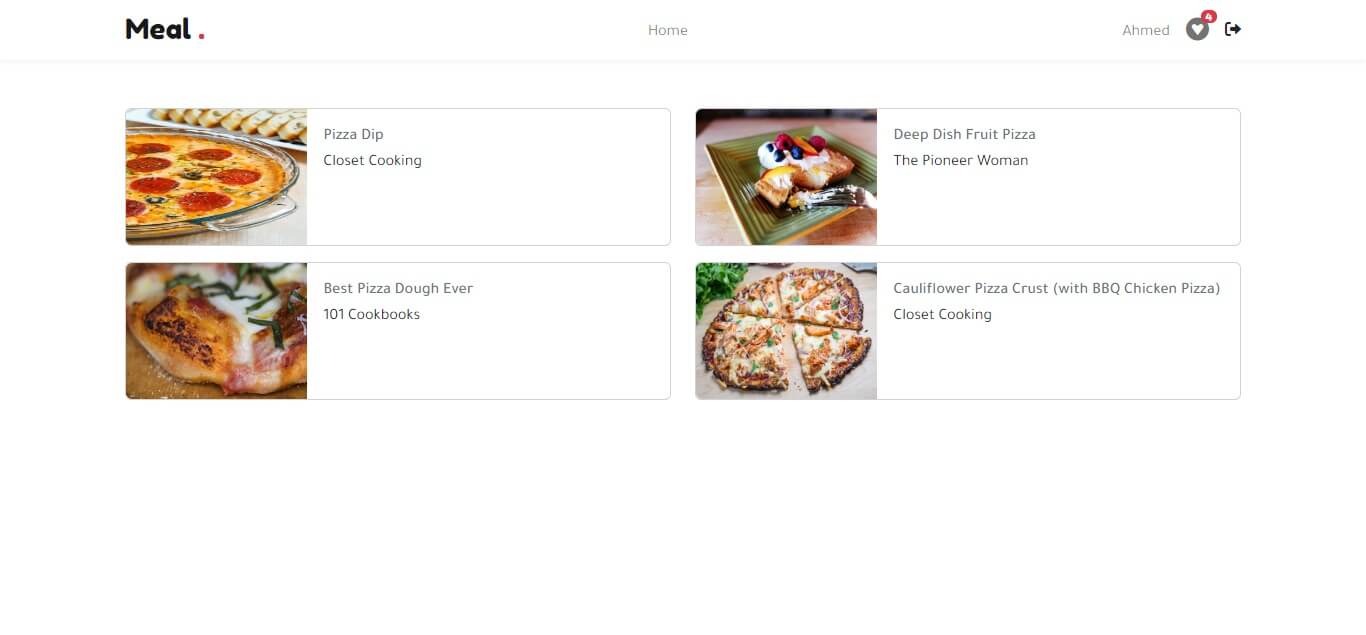 Meal .
Home
Ahmed
4
Pizza Dip
Closet Cooking
Deep Dish Fruit Pizza
The Pioneer Woman
Best Pizza Dough Ever
101 Cookbooks
Cauliflower Pizza Crust (with BBQ Chicken Pizza)
Closet Cooking